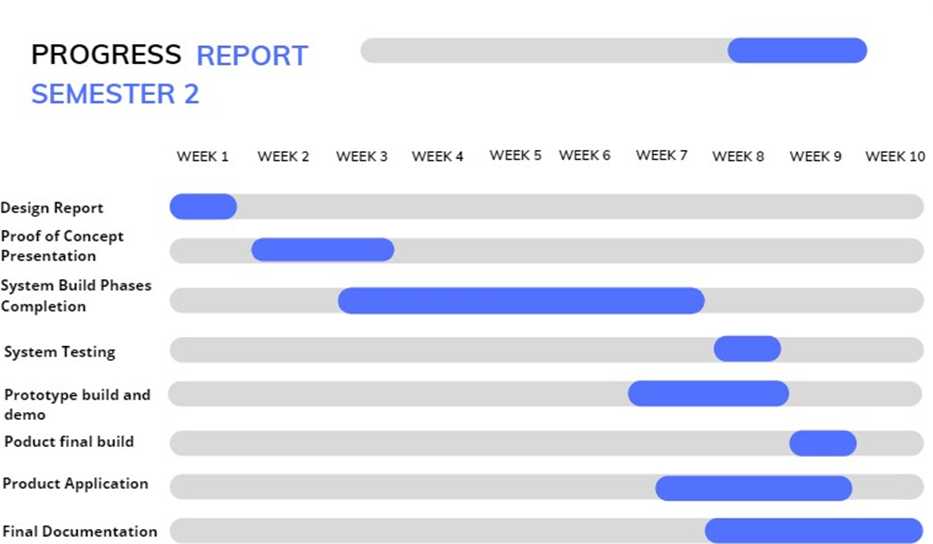 PROGRESS REPORT
SEMESTER 2
WEEK 1 WEEK 2 WEEK 3 WEEK 4 WEEK 5 WEEK 6 WEEK 7 WEEK 8 WEEK 9 WEEK 10
Design Report
Proof of Concept
Presentation
System Build Phases
Completion
System Testing
Prototype build and
demo
Poduct final build
Product Application
Final Documentation